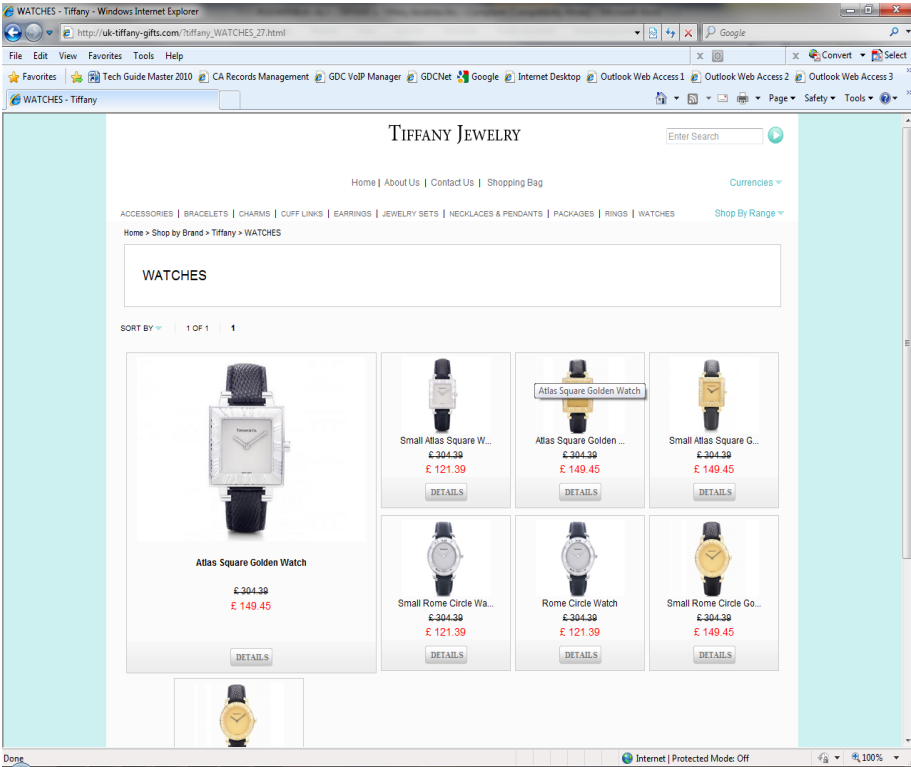 WATCHES - Tiffany - Windows Internet Explorer
http://uk-tiffany-gifts.com/?tiffany_WATCHES_27.html
Google
File Edit View Favorites Tools Help
x
x Convert Select
Favorites Tech Guide Master 2010 CA Records Management GDC VoIP Manager GDCNet Google Internet Desktop Outlook Web Access 1 Outlook Web Access 2 Outlook Web Access 3
WATCHES - Tiffany
Page Safety Tools
TIFFANY JEWELRY
Enter Search
Home | About Us | Contact Us | Shopping Bag
Currencies
ACCESSORIES | BRACELETS | CHARMS | CUFF LINKS | EARRINGS | JEWELRY SETS | NECKLACES & PENDANTS | PACKAGES | RINGS | WATCHES
Shop By Range
Home > Shop by Brand > Tiffany > WATCHES
WATCHES
SORT BY 1 OF 1 1
Atlas Square Golden Watch
£ 304.39
£ 149.45
DETAILS
Small Atlas Square W...
£ 304.39
£ 121.39
DETAILS
Atlas Square Golden Watch
Atlas Square Golden ...
£ 304.39
£ 149.45
DETAILS
Small Atlas Square G...
£ 304.39
£ 149.45
DETAILS
Small Rome Circle Wa...
£ 304.39
£ 121.39
DETAILS
Rome Circle Watch
£ 304.39
£ 121.39
DETAILS
Small Rome Circle Go...
£ 304.39
£ 149.45
DETAILS
Done
Internet | Protected Mode: Off
100%